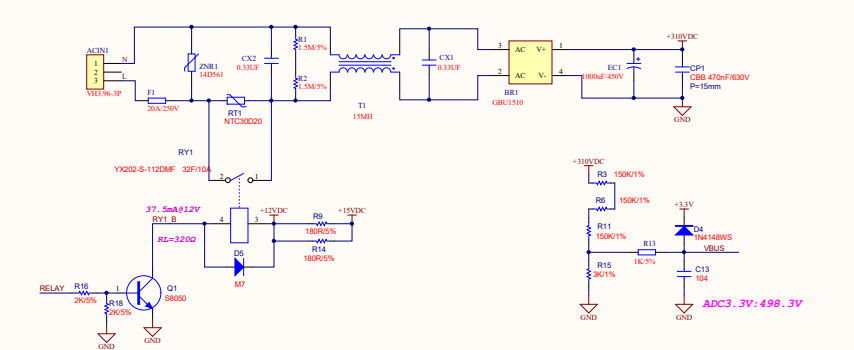 ACIN1
1
2
3
VH3.96-3P
N
L
F1
20A/250V
ZNR1
14D561
RT1
NTC30D20
CX2
0.33UF
R1
1.5M/5%
R2
1.5M/5%
T1
15MH
CX1
0.33UF
3
AC
V+
1
2
AC
V-
4
BR1
GBU1510
EC1
1000uF/450V
+310VDC
CP1
CBB 470nF/630V
P=15mm
GND
RY1
YX202-S-112DMF 32F/10A
2
1
37.5mA@12V
RY1_B
4
3
RL=320Ω
+12VDC
R9
180R/5%
R14
180R/5%
+15VDC
D5
M7
RELAY
R16
2K/5%
R18
2K/5%
1
Q1
S8050
GND
GND
+310VDC
R3
150K/1%
R6
150K/1%
R11
150K/1%
R15
3K/1%
GND
R13
1K/5%
+3.3V
D4
1N4148WS
VBUS
C13
104
GND
ADC3.3V:498.3V